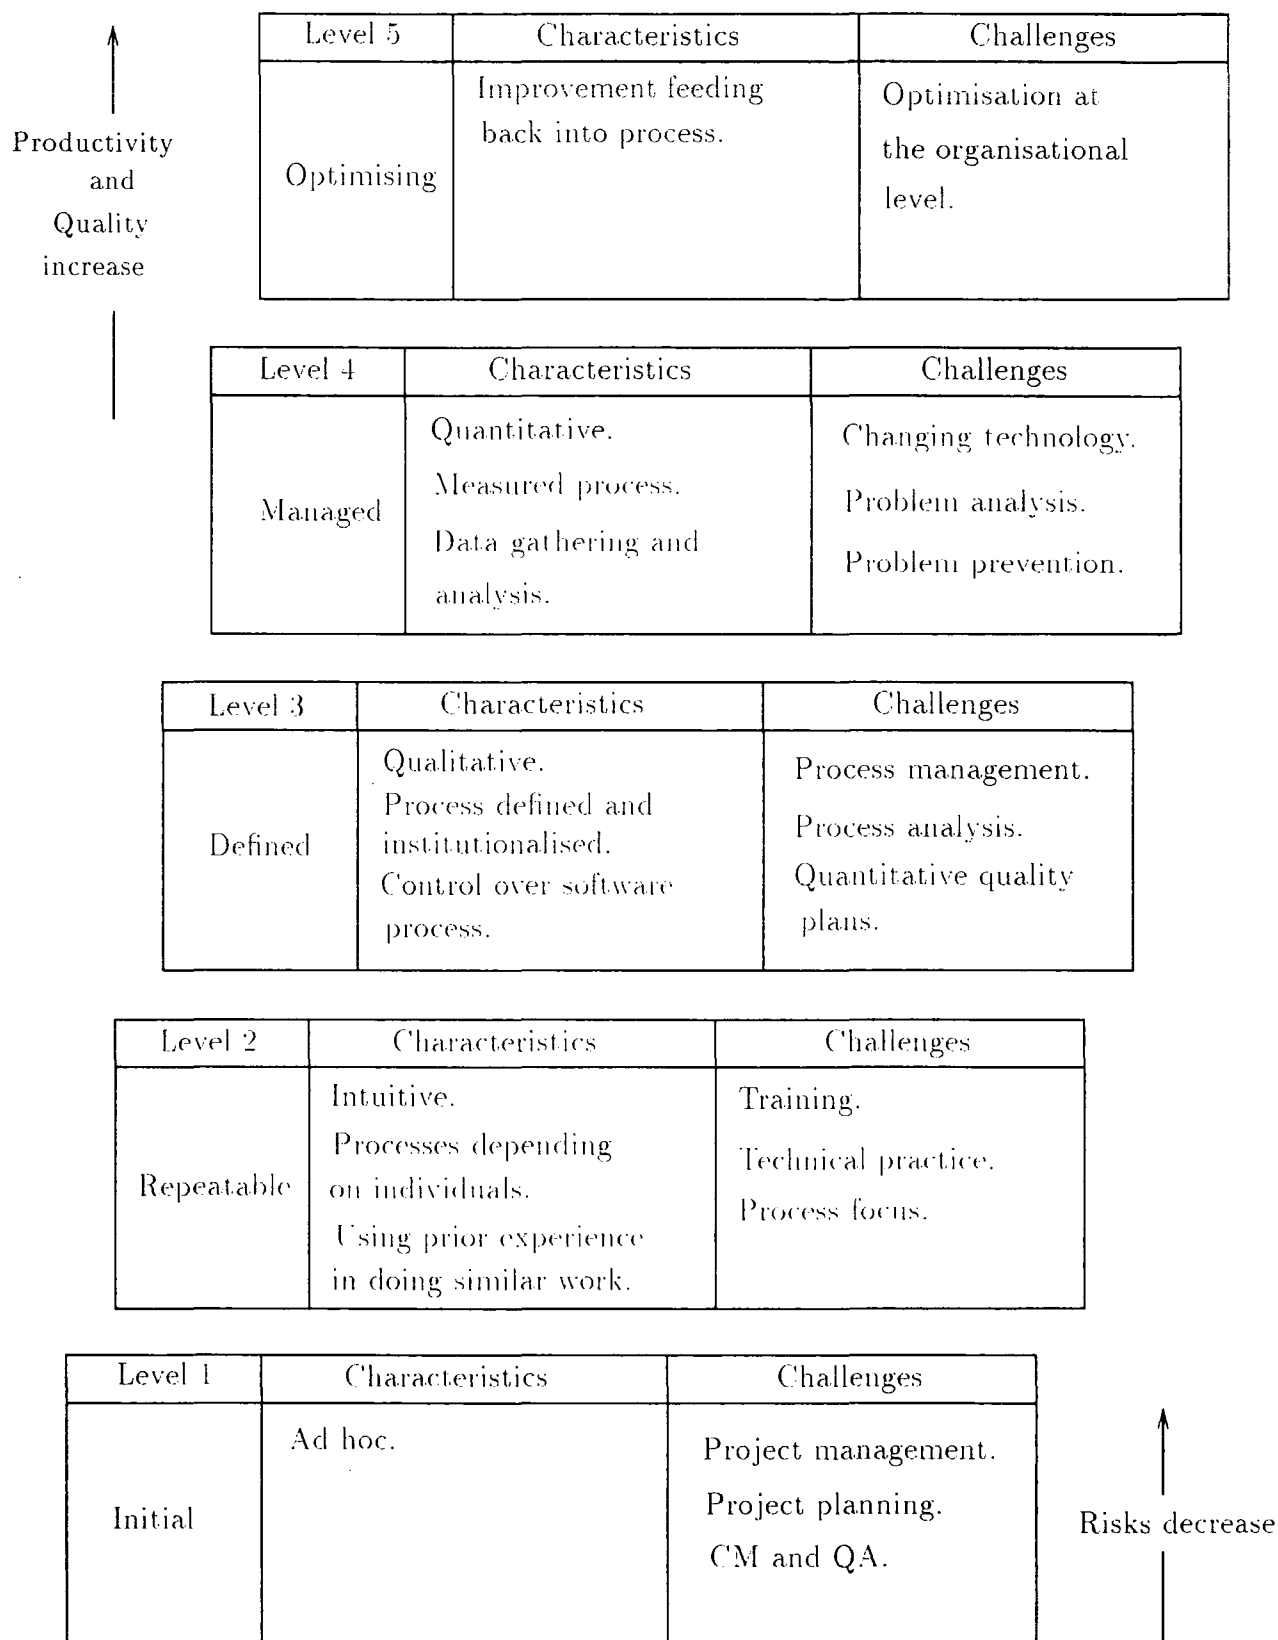 Level 5 Characteristics Challenges
Productivity
and
Quality
increase
Optimising
Improvement feeding
back into process.
Optimisation at
the organisational
level.
Level 4 Characteristics Challenges
Managed
Quantitative.
Measured process.
Data gathering and
analysis.
Changing technology.
Problem analysis.
Problem prevention.
Level 3 Characteristics Challenges
Defined
Qualitative.
Process defined and
institutionalised.
Control over software
process.
Process management.
Process analysis.
Quantitative quality
plans.
Level 2 Characteristics Challenges
Repeatable
Intuitive.
Processes depending
on individuals.
Using prior experience
in doing similar work.
Training.
Technical practice.
Process focus.
Level 1 Characteristics Challenges
Initial
Ad hoc.
Project management.
Project planning.
CM and QA.
Risks decrease